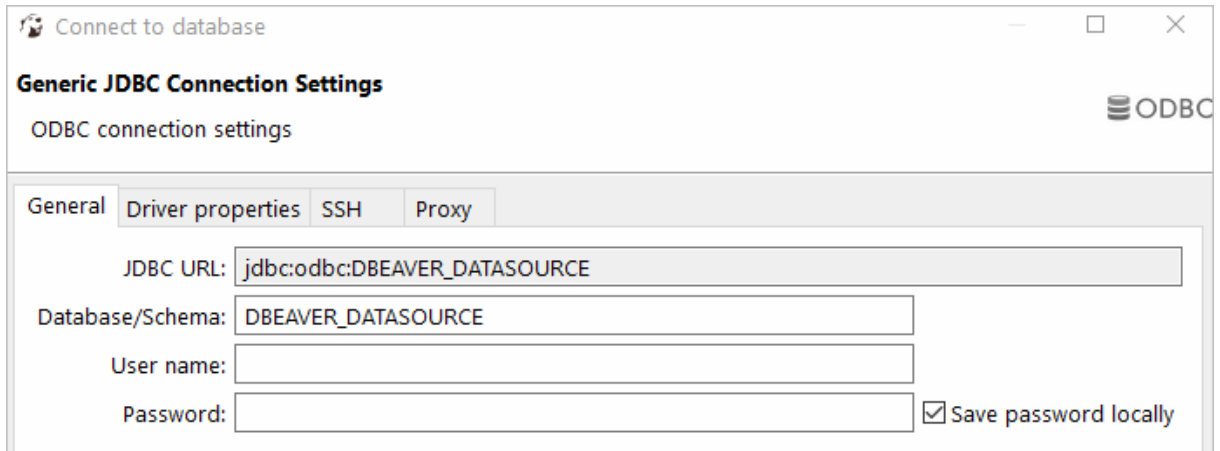 Connect to database
Generic JDBC Connection Settings
ODBC connection settings
ODBC
General Driver properties SSH Proxy
JDBC URL: jdbc:odbc:DBEAVER_DATASOURCE
Database/Schema: DBEAVER_DATASOURCE
User name:
Password: Save password locally